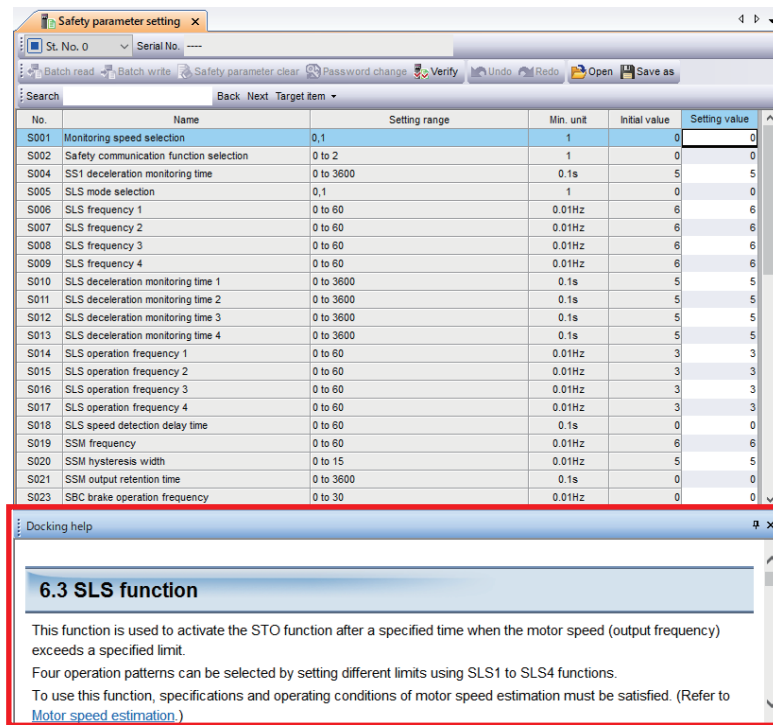 Safety parameter setting
St. No. 0 Serial No. ----
Batch read Batch write Safety parameter clear Password change Verify Undo Redo Open Save as
Search Back Next Target item
No. Name Setting range Min. unit Initial value Setting value
S001 Monitoring speed selection 0,1 1 0 0
S002 Safety communication function selection 0 to 2 1 0 0
S004 SS1 deceleration monitoring time 0 to 3600 0.1s 5 5
S005 SLS mode selection 0,1 1 0 0
S006 SLS frequency 1 0 to 60 0.01Hz 6 6
S007 SLS frequency 2 0 to 60 0.01Hz 6 6
S008 SLS frequency 3 0 to 60 0.01Hz 6 6
S009 SLS frequency 4 0 to 60 0.01Hz 6 6
S010 SLS deceleration monitoring time 1 0 to 3600 0.1s 5 5
S011 SLS deceleration monitoring time 2 0 to 3600 0.1s 5 5
S012 SLS deceleration monitoring time 3 0 to 3600 0.1s 5 5
S013 SLS deceleration monitoring time 4 0 to 3600 0.1s 5 5
S014 SLS operation frequency 1 0 to 60 0.01Hz 3 3
S015 SLS operation frequency 2 0 to 60 0.01Hz 3 3
S016 SLS operation frequency 3 0 to 60 0.01Hz 3 3
S017 SLS operation frequency 4 0 to 60 0.01Hz 3 3
S018 SLS speed detection delay time 0 to 60 0.1s 0 0
S019 SSM frequency 0 to 60 0.01Hz 6 6
S020 SSM hysteresis width 0 to 15 0.01Hz 5 5
S021 SSM output retention time 0 to 3600 0.1s 0 0
S023 SBC brake operation frequency 0 to 30 0.01Hz 0 0
Docking help
6.3 SLS function
This function is used to activate the STO function after a specified time when the motor speed (output frequency)
exceeds a specified limit.
Four operation patterns can be selected by setting different limits using SLS1 to SLS4 functions.
To use this function, specifications and operating conditions of motor speed estimation must be satisfied. (Refer to
Motor speed estimation.)